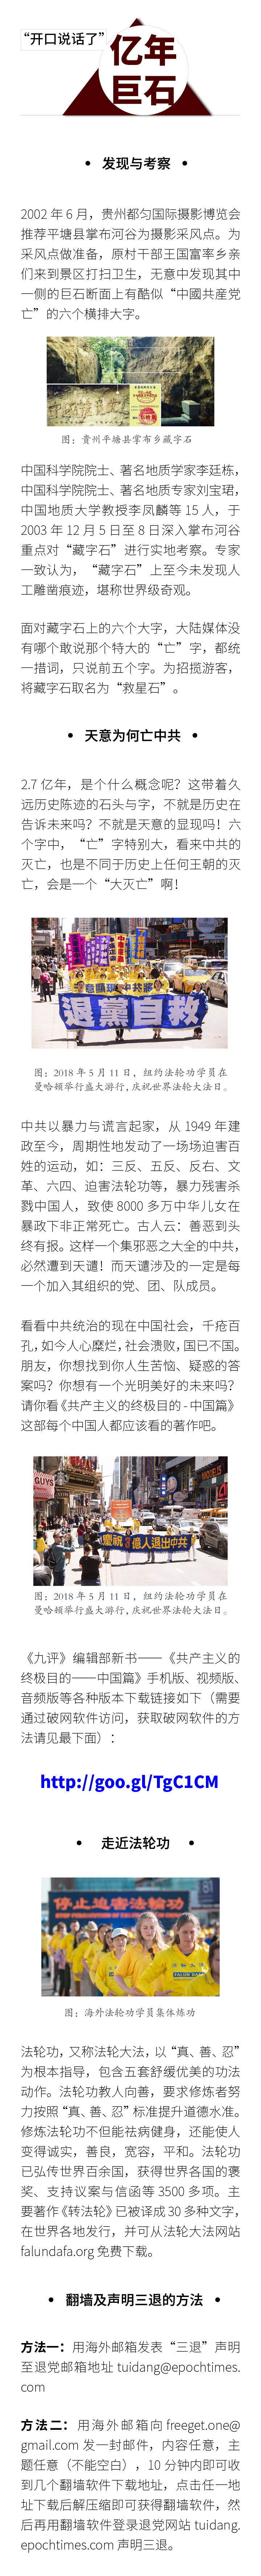 “开口说话了”
亿年
巨石
• 发现与考察 •
2002 年 6 月，贵州都匀国际摄影博览会
推荐平塘县掌布河谷为摄影采风点。为
采风点做准备，原村干部王国富率乡亲
们来到景区打扫卫生，无意中发现其中
一侧的巨石断面上有酷似“中國共産党
亡”的六个横排大字。
图：贵州平塘县掌布乡藏字石
中国科学院院士、著名地质学家李廷栋，
中国科学院院士、著名地质专家刘宝珺，
中国地质大学教授李凤麟等 15 人，于
2003 年 12 月 5 日至 8 日深入掌布河谷
重点对“藏字石”进行实地考察。专家
一致认为，“藏字石”上至今未发现人
工雕凿痕迹，堪称世界级奇观。
面对藏字石上的六个大字，大陆媒体没
有哪个敢说那个特大的“亡”字，都统
一措词，只说前五个字。为招揽游客，
将藏字石取名为“救星石”。
• 天意为何亡中共 •
2.7 亿年，是个什么概念呢？这带着久
远历史陈迹的石头与字，不就是历史在
告诉未来吗？不就是天意的显现吗！六
个字中，“亡”字特别大，看来中共的
灭亡，也是不同于历史上任何王朝的灭
亡，会是一个“大灭亡”啊！
退黨自救
图：2018 年 5 月 11 日，纽约法轮功学员在
曼哈顿举行盛大游行，庆祝世界法轮大法日。
中共以暴力与谎言起家，从 1949 年建
政至今，周期性地发动了一场场迫害百
姓的运动，如：三反、五反、反右、文
革、六四、迫害法轮功等，暴力残害杀
戮中国人，致使 8000 多万中华儿女在
暴政下非正常死亡。古人云：善恶到头
终有报。这样一个集邪恶之大全的中共，
必然遭到天谴！而天谴涉及的一定是每
一个加入其组织的党、团、队成员。
看看中共统治的现在中国社会，千疮百
孔，如今人心糜烂，社会溃败，国已不国。
朋友，你想找到你人生苦恼、疑惑的答
案吗？你想有一个光明美好的未来吗？
请你看《共产主义的终极目的 - 中国篇》
这部每个中国人都应该看的著作吧。
GUYS
慶祝3億人退出中共
图：2018 年 5 月 11 日，纽约法轮功学员在
曼哈顿举行盛大游行，庆祝世界法轮大法日。
《九评》编辑部新书——《共产主义的
终极目的——中国篇》手机版、视频版、
音频版等各种版本下载链接如下（需要
通过破网软件访问，获取破网软件的方
法请见最下面）：
http://goo.gl/TgC1CM
• 走近法轮功 •
停止迫害法輪功
FALUN DAFA
图：海外法轮功学员集体炼功
法轮功，又称法轮大法，以“真、善、忍”
为根本指导，包含五套舒缓优美的功法
动作。法轮功教人向善，要求修炼者努
力按照“真、善、忍”标准提升道德水准。
修炼法轮功不但能祛病健身，还能使人
变得诚实，善良，宽容，平和。法轮功
已弘传世界百余国，获得世界各国的褒
奖、支持议案与信函等 3500 多项。主
要著作《转法轮》已被译成 30 多种文字，
在世界各地发行，并可从法轮大法网站
falundafa.org 免费下载。
• 翻墙及声明三退的方法 •
方法一：用海外邮箱发表“三退”声明
至退党邮箱地址 tuidang@epochtimes.
com
方法二：用海外邮箱向 freeget.one@
gmail.com 发一封邮件，内容任意，主
题任意（不能空白），10 分钟内即可收
到几个翻墙软件下载地址，点击任一地
址下载后解压缩即可获得翻墙软件，然
后再用翻墙软件登录退党网站 tuidang.
epochtimes.com 声明三退。